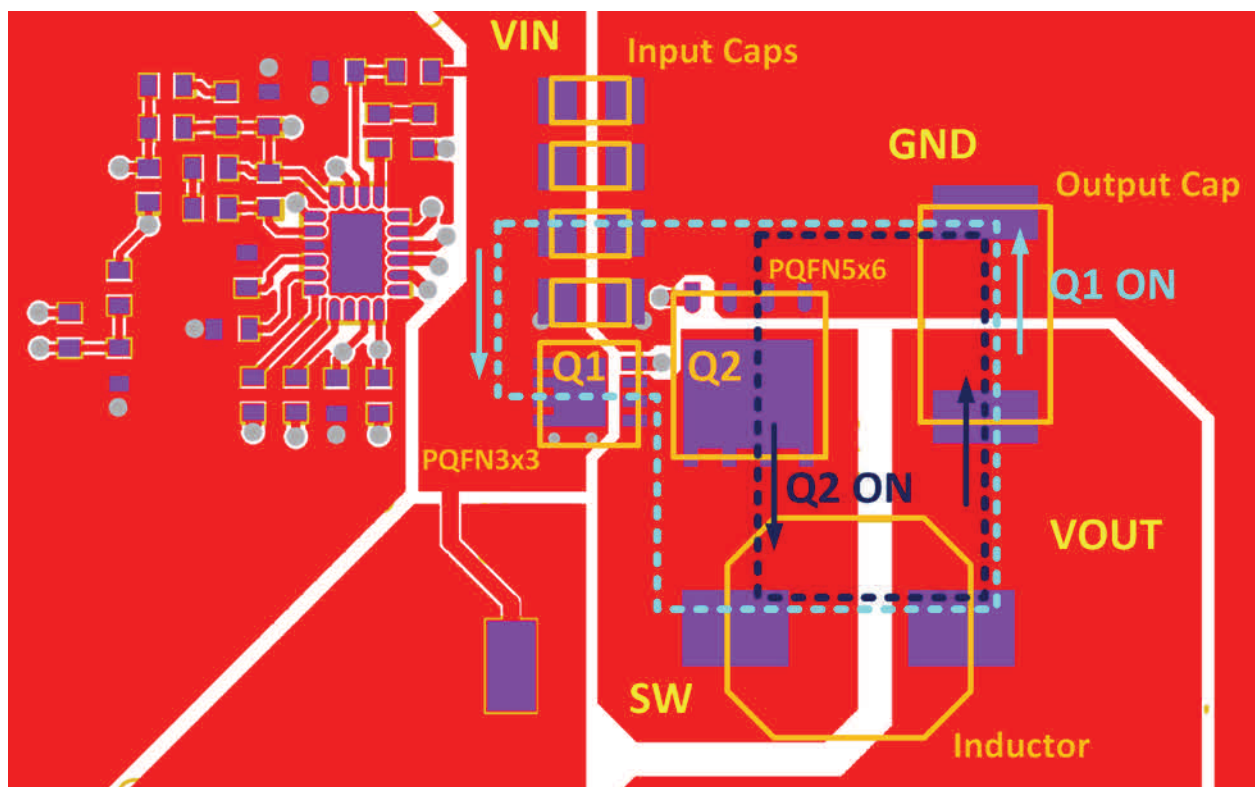 VIN
Input Caps
GND
Output Cap
PQFN5x6
Q1 ON
Q1
Q2
PQFN3x3
Q2 ON
VOUT
SW
Inductor